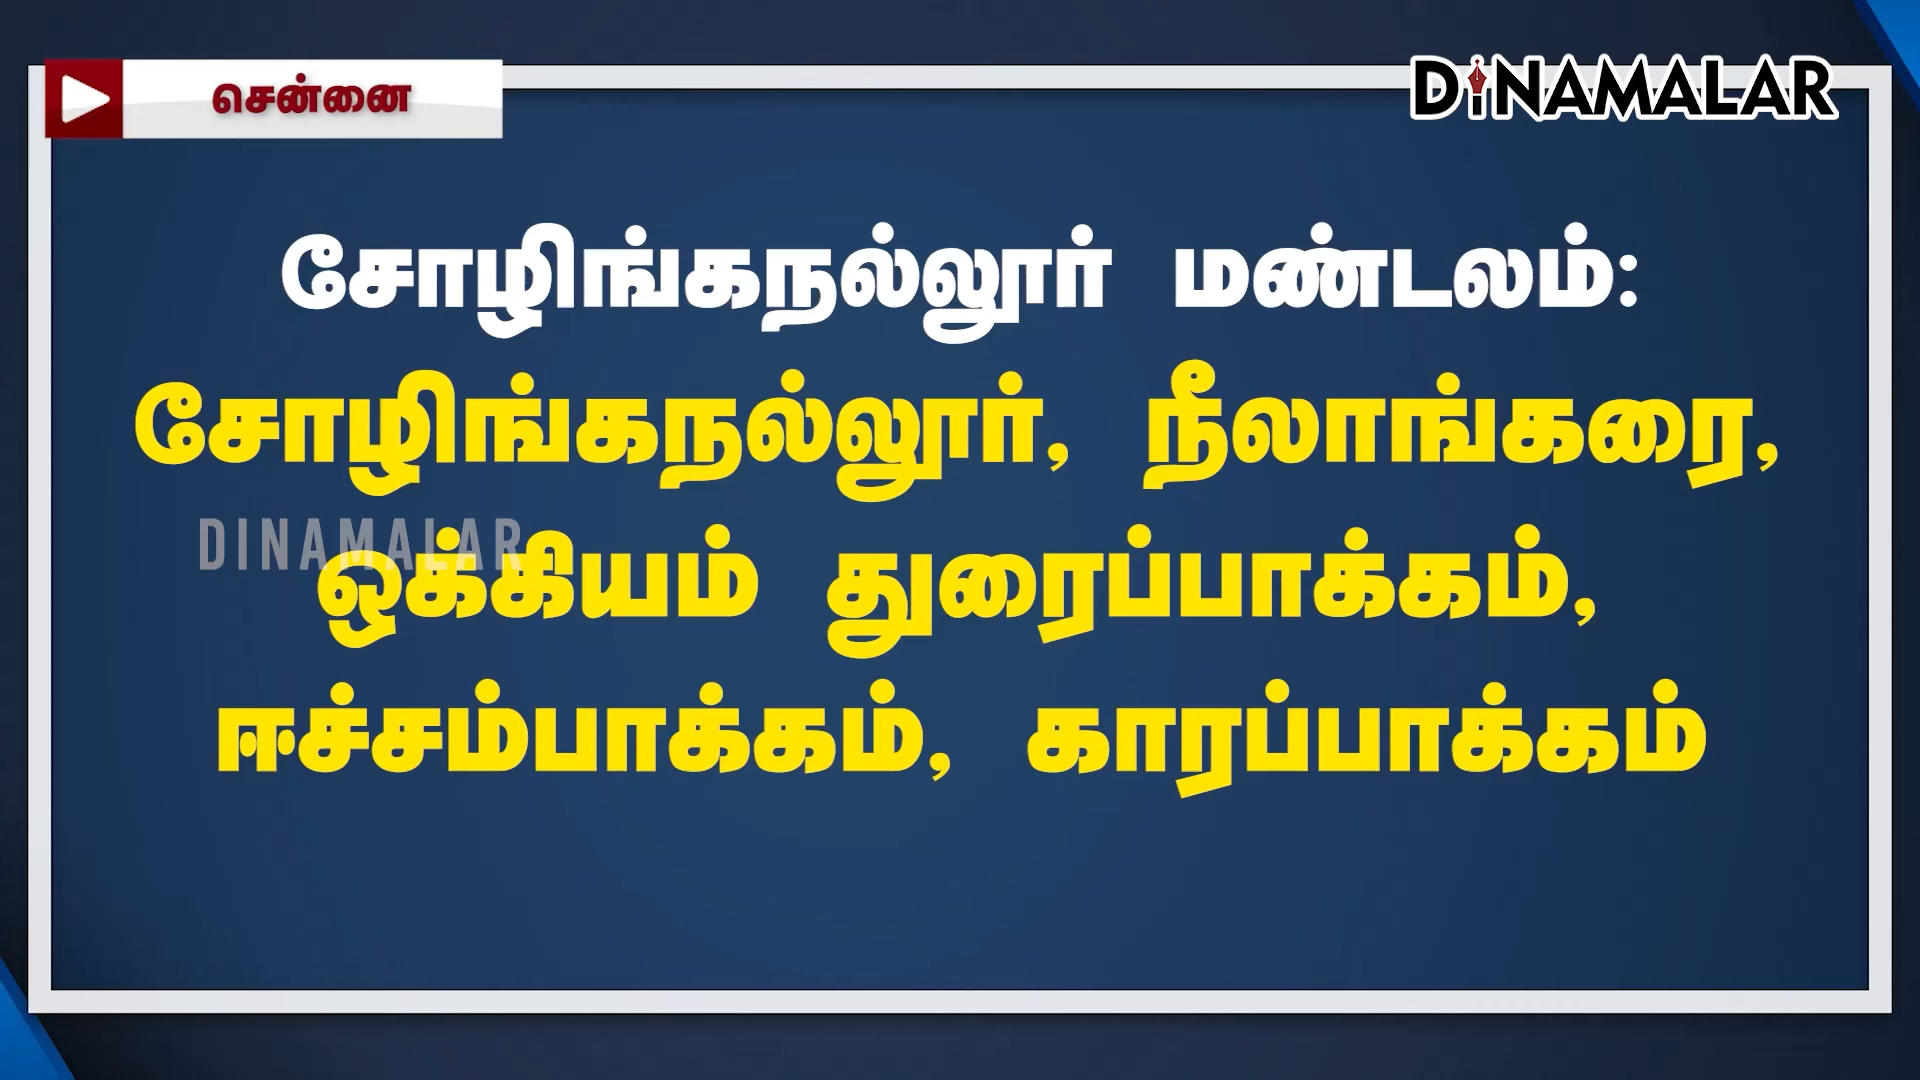 சென்னை
DINAMALAR
சோழிங்கநல்லூர் மண்டலம்:
சோழிங்கநல்லூர், நீலாங்கரை,
DINAMALAR
ஒக்கியம் துரைப்பாக்கம்,
ஈச்சம்பாக்கம், காரப்பாக்கம்